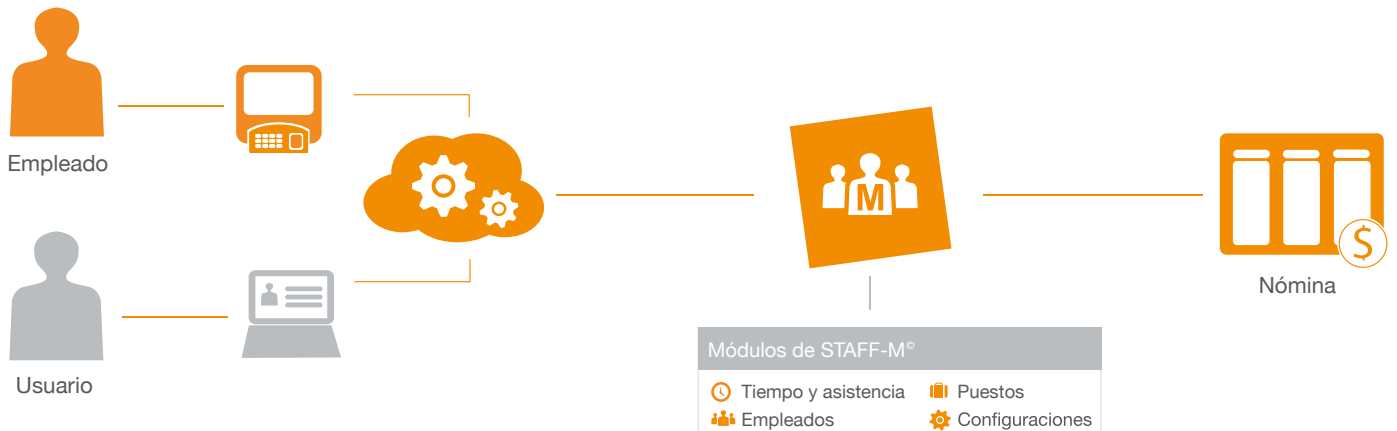 Empleado
M
$
Nómina
Usuario
Módulos de STAFF-M©
Tiempo y asistencia
Puestos
Empleados
Configuraciones